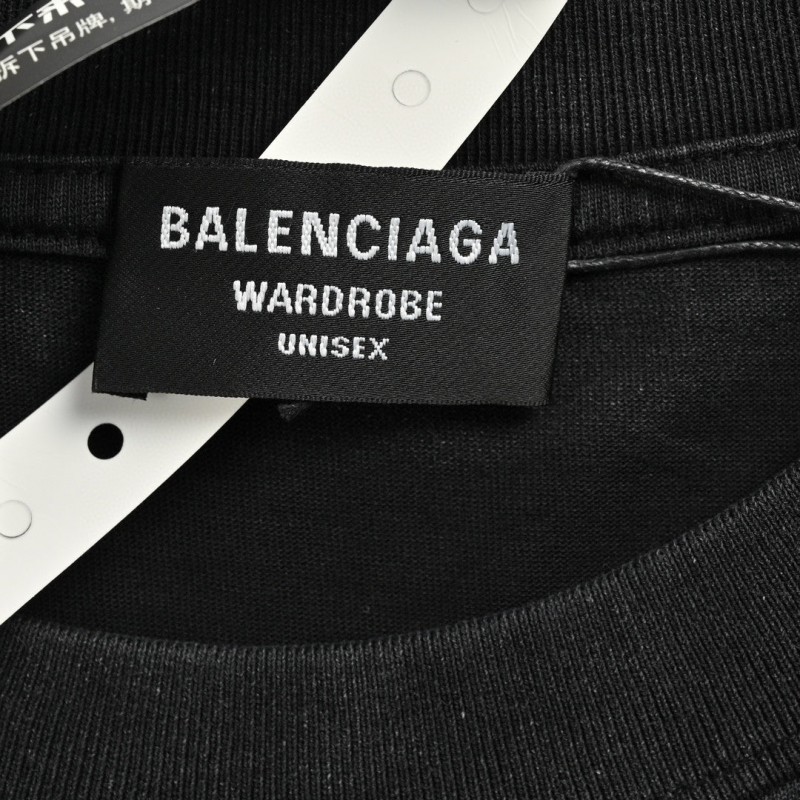 拆下吊牌,
BALENCIAGA
WARDROBE
UNISEX